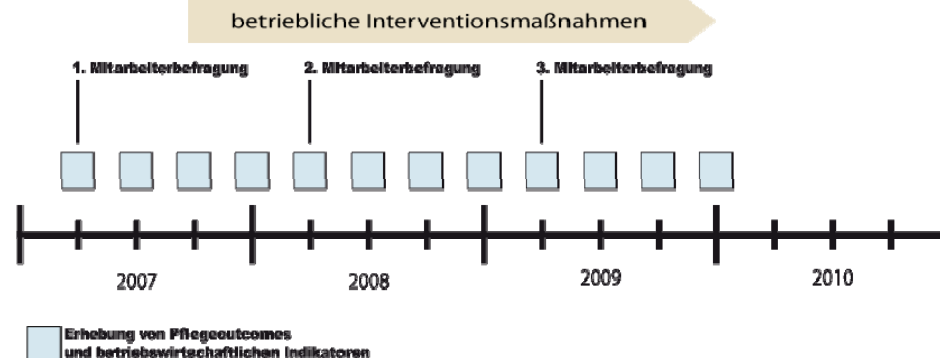 betriebliche Interventionsmaßnahmen
1. Mitarbeiterbefragung 2. Mitarbeiterbefragung 3. Mitarbeiterbefragung
2007 2008 2009 2010
Erhebung von Pflegeoutcomes
und betriebswirtschaftlichen Indikatoren